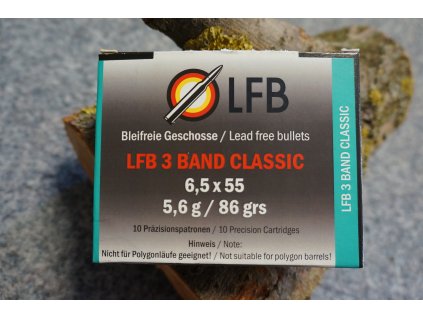 LFB
Bleifreie Geschosse / Lead free bullets
LFB 3 BAND CLASSIC
6,5 x 55
5,6 g / 86 grs
10 Präzisionspatronen / 10 Precision Cartridges
Hinweis / Note:
Nicht für Polygonläufe geeignet! / Not suitable for polygon barrels!
LFB 3 BAND CLASSIC